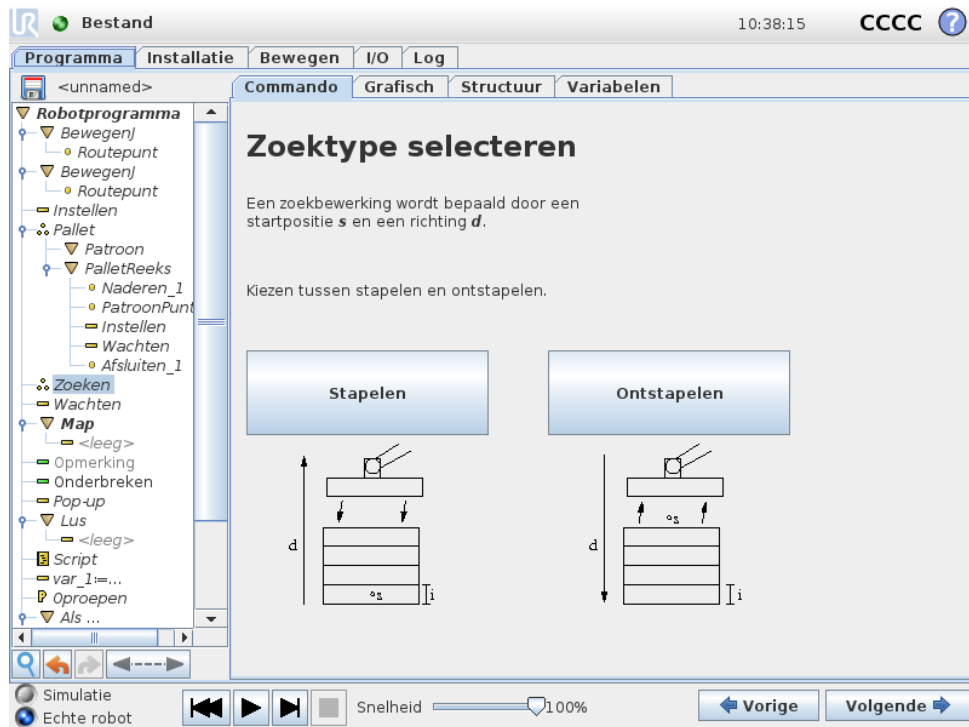 UR Bestand 10:38:15 CCCC ?
Programma Installatie Bewegen I/O Log
<unnamed> Commando Grafisch Structuur Variabelen
Robotprogramma
BewegenJ
Routepunt
BewegenJ
Routepunt
Instellen
Pallet
Patroon
PalletReeks
Naderen_1
PatroonPunt
Instellen
Wachten
Afsluiten_1
Zoeken
Wachten
Map
<leeg>
Opmerking
Onderbreken
Pop-up
Lus
<leeg>
Script
var_1:=...
Oproepen
Als ...
Zoektype selecteren
Een zoekbewerking wordt bepaald door een
startpositie s en een richting d.
Kiezen tussen stapelen en ontstapelen.
Stapelen Ontstapelen
d s i
d s i
Simulatie
Echte robot
Snelheid 100%
Vorige Volgende